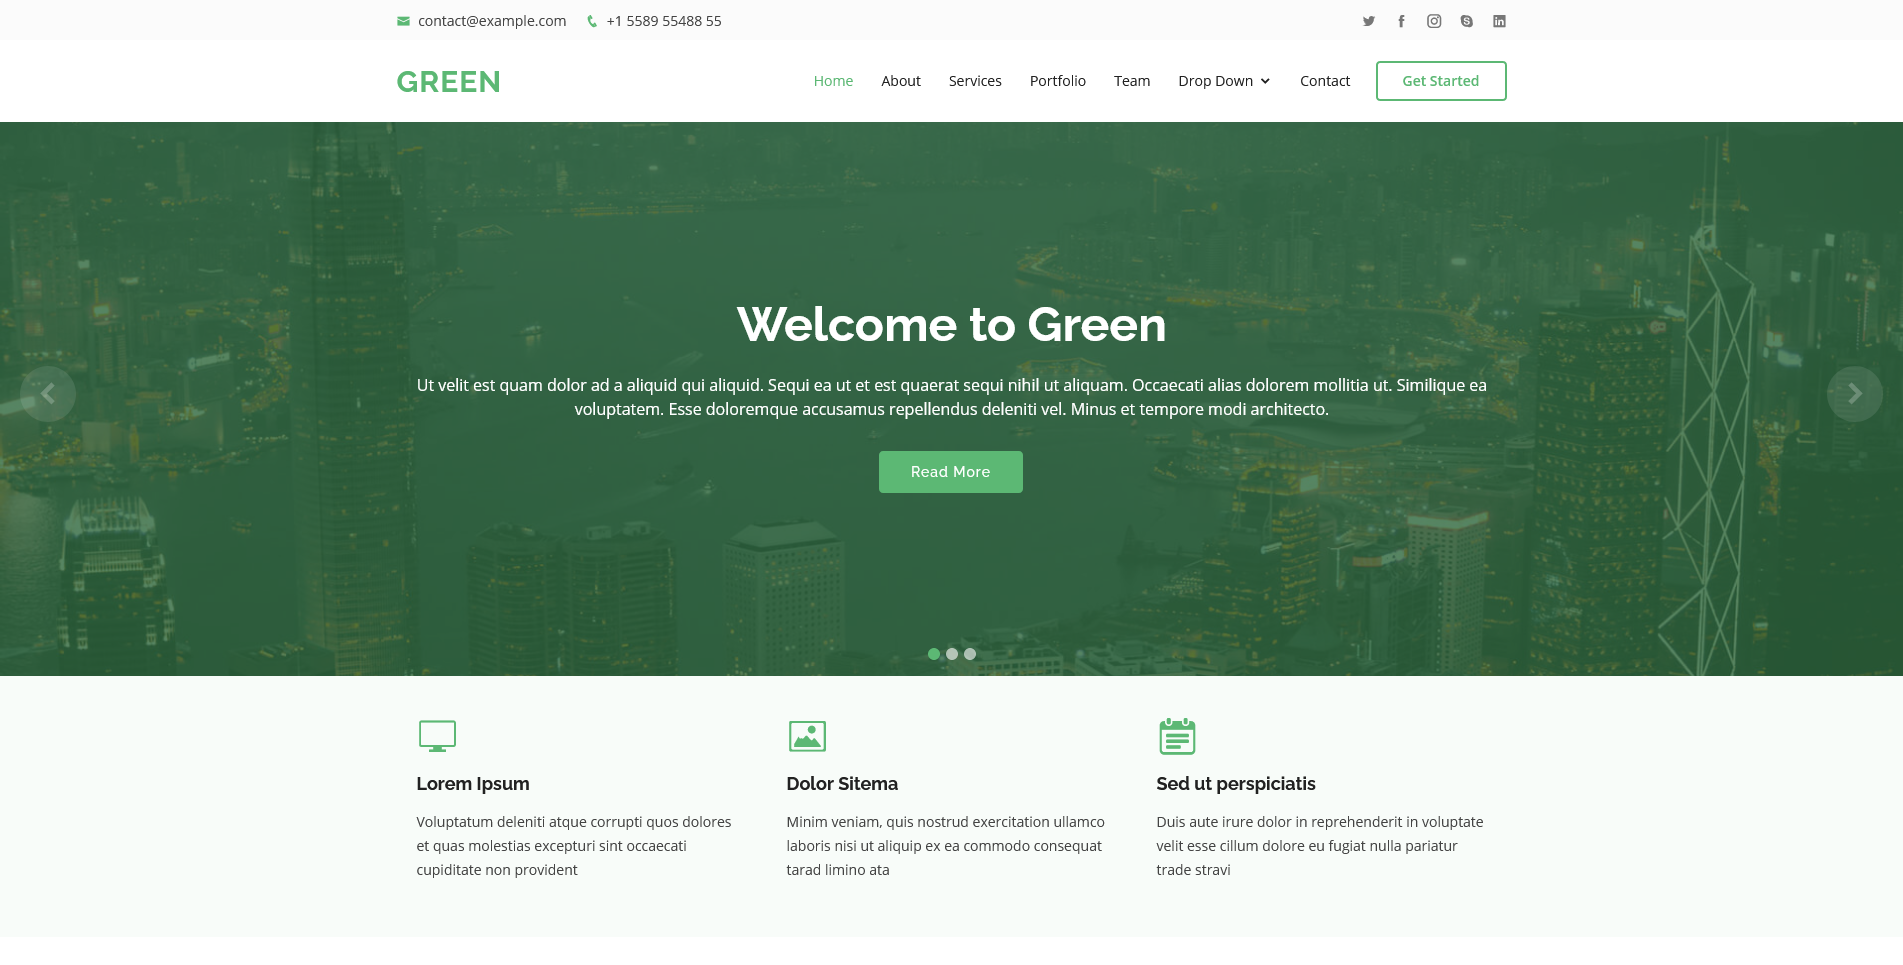 contact@example.com +1 5589 55488 55
GREEN
Home About Services Portfolio Team Drop Down Contact Get Started
Welcome to Green
Ut velit est quam dolor ad a aliquid qui aliquid. Sequi ea ut et est quaerat sequi nihil ut aliquam. Occaecati alias dolorem mollitia ut. Similique ea
voluptatem. Esse doloremque accusamus repellendus deleniti vel. Minus et tempore modi architecto.
Read More
Lorem Ipsum
Voluptatum deleniti atque corrupti quos dolores
et quas molestias excepturi sint occaecati
cupiditate non provident
Dolor Sitema
Minim veniam, quis nostrud exercitation ullamco
laboris nisi ut aliquip ex ea commodo consequat
tarad limino ata
Sed ut perspiciatis
Duis aute irure dolor in reprehenderit in voluptate
velit esse cillum dolore eu fugiat nulla pariatur
trade stravi